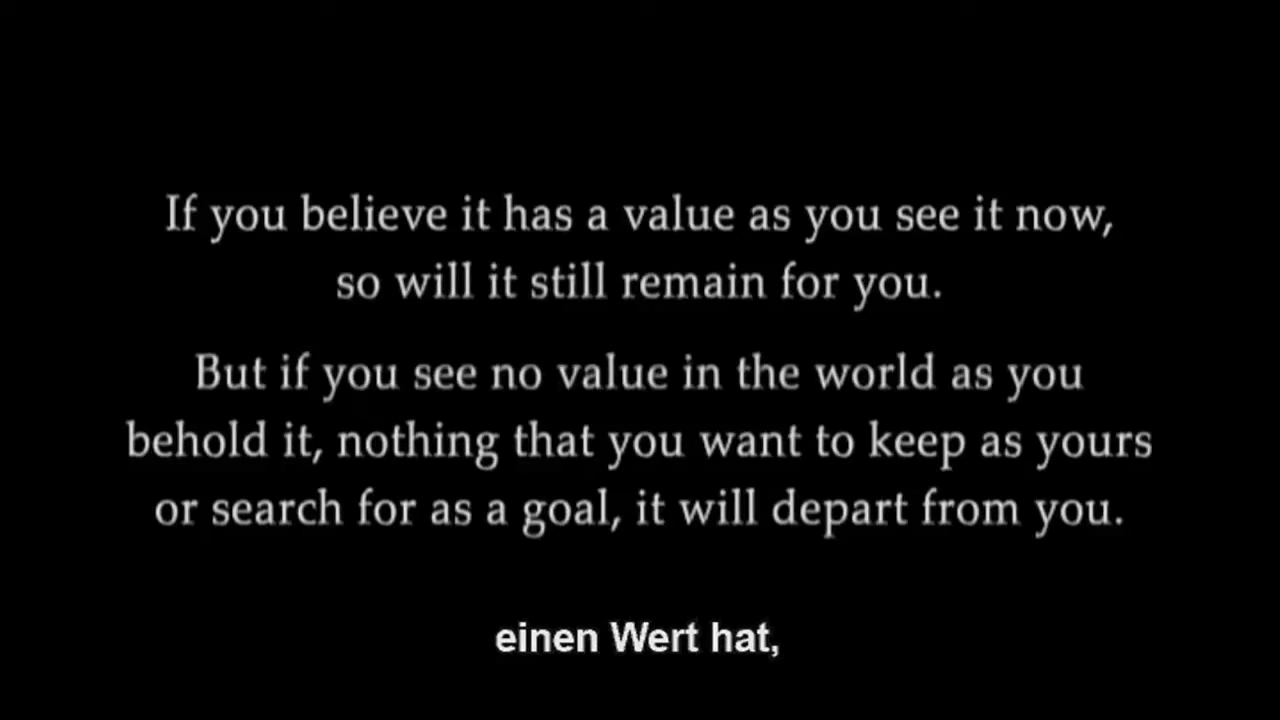 If you believe it has a value as you see it now,
so will it still remain for you.
But if you see no value in the world as you
behold it, nothing that you want to keep as yours
or search for as a goal, it will depart from you.
einen Wert hat,